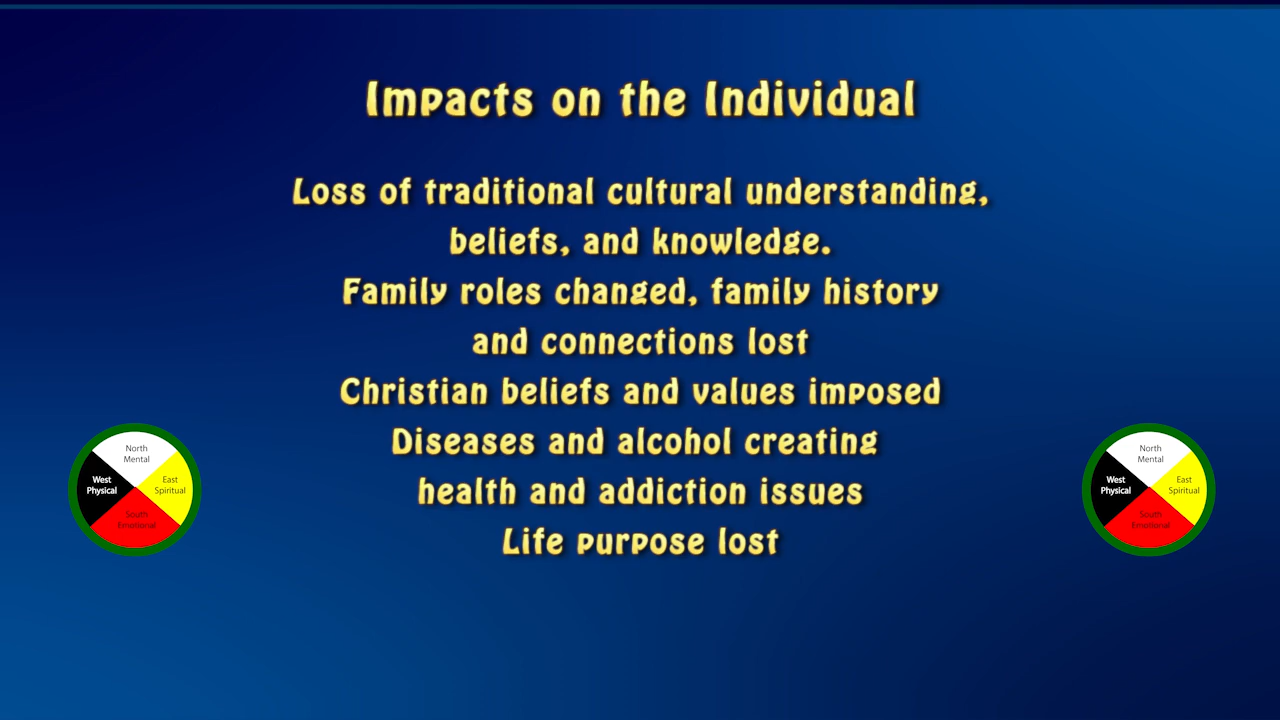 Impacts on the Individual
Loss of traditional cultural understanding,
beliefs, and knowledge.
Family roles changed, family history
and connections lost
Christian beliefs and values imposed
Diseases and alcohol creating
health and addiction issues
Life purpose lost
North
Mental
West
Physical
East
Spiritual
South
Emotional
North
Mental
West
Physical
East
Spiritual
South
Emotional